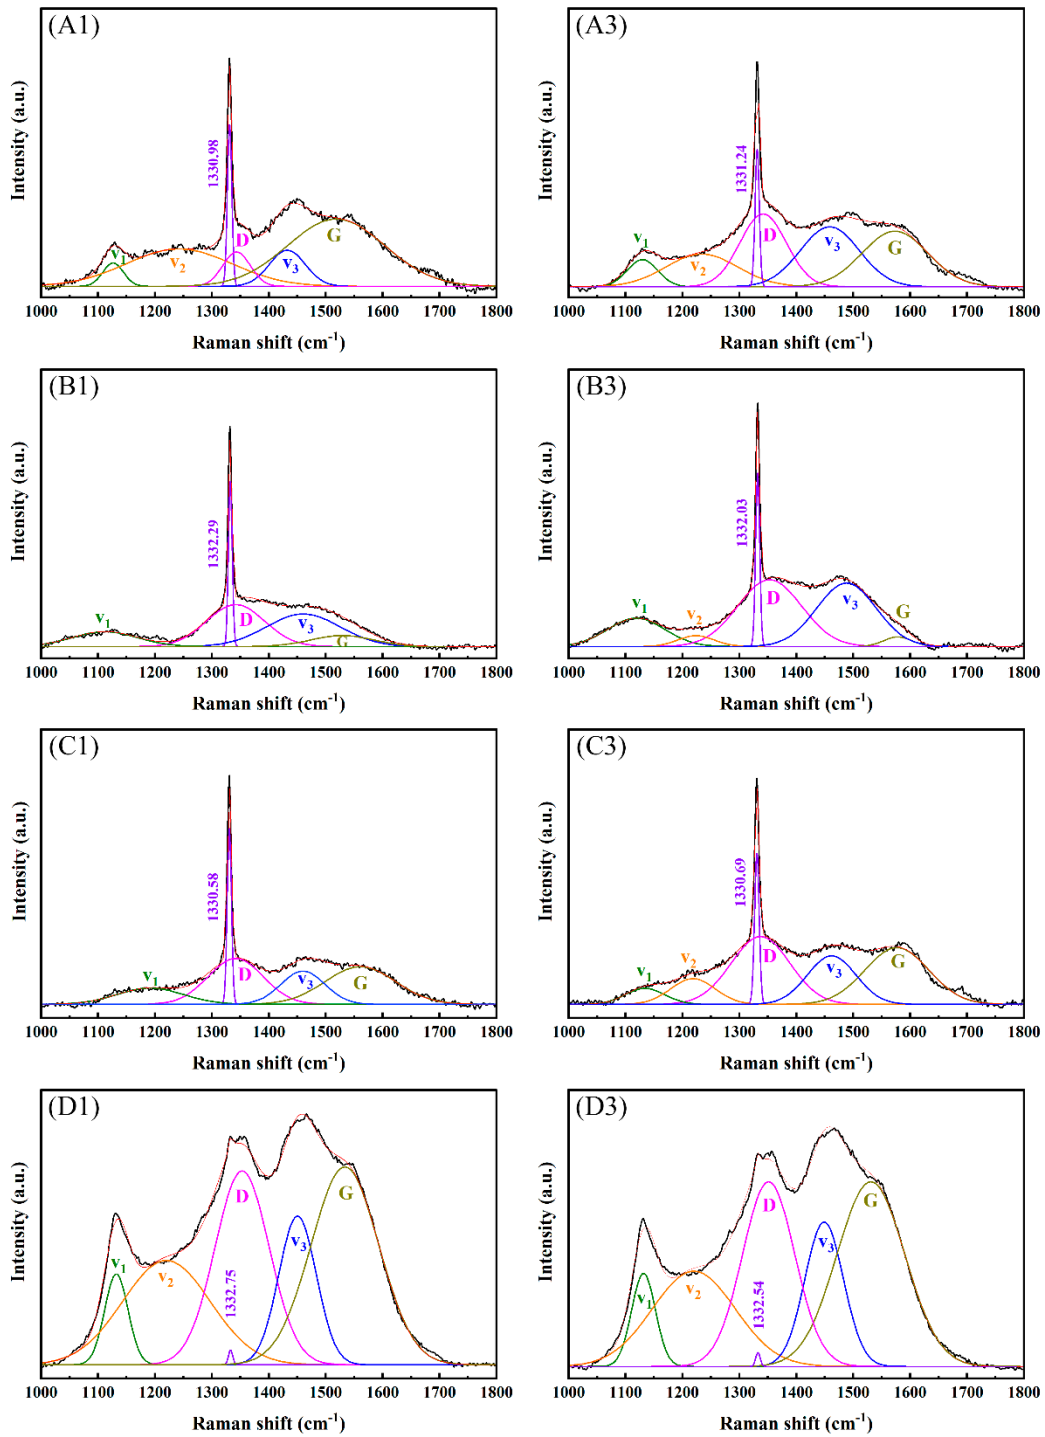 (A1)
Intensity (a.u.)
1330.98
v1
v2
D
v3
G
1000 1100 1200 1300 1400 1500 1600 1700 1800
Raman shift (cm-1)
(A3)
Intensity (a.u.)
1331.24
v1
v2
D
v3
G
1000 1100 1200 1300 1400 1500 1600 1700 1800
Raman shift (cm-1)
(B1)
Intensity (a.u.)
1332.29
v1
D
v3
G
1000 1100 1200 1300 1400 1500 1600 1700 1800
Raman shift (cm-1)
(B3)
Intensity (a.u.)
1332.03
v1
v2
D
v3
G
1000 1100 1200 1300 1400 1500 1600 1700 1800
Raman shift (cm-1)
(C1)
Intensity (a.u.)
1330.58
v1
D
v3
G
1000 1100 1200 1300 1400 1500 1600 1700 1800
Raman shift (cm-1)
(C3)
Intensity (a.u.)
1330.69
v1
v2
D
v3
G
1000 1100 1200 1300 1400 1500 1600 1700 1800
Raman shift (cm-1)
(D1)
Intensity (a.u.)
v1
v2
D
1332.75
v3
G
1000 1100 1200 1300 1400 1500 1600 1700 1800
Raman shift (cm-1)
(D3)
Intensity (a.u.)
v1
v2
D
1332.54
v3
G
1000 1100 1200 1300 1400 1500 1600 1700 1800
Raman shift (cm-1)